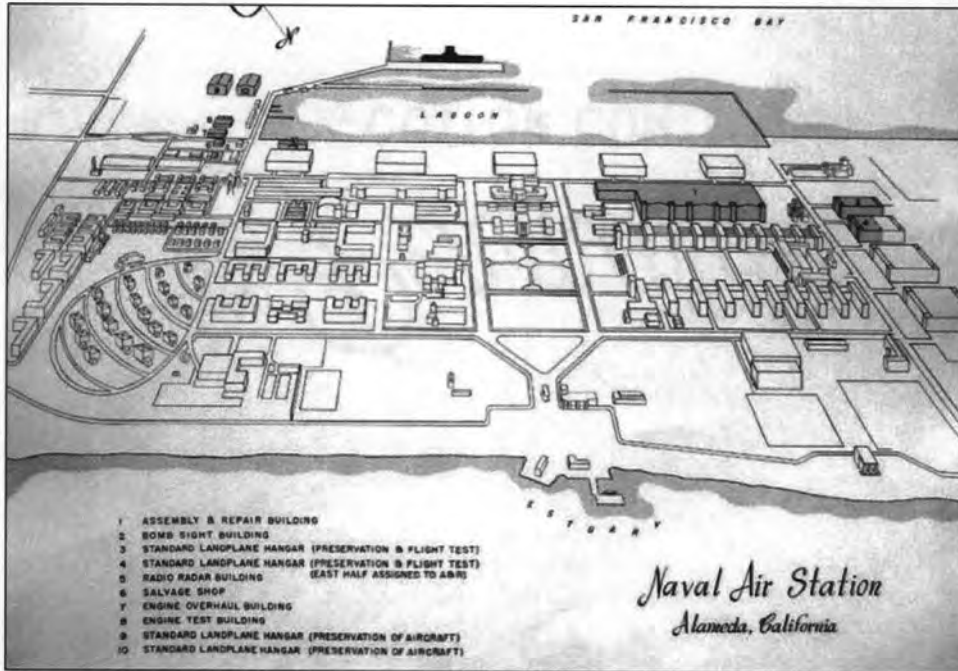 SAN FRANCISCO BAY
N
LAGOON
1
ESTUARY
1 ASSEMBLY & REPAIR BUILDING
2 BOMB SIGHT BUILDING
3 STANDARD LANDPLANE HANGAR (PRESERVATION & FLIGHT TEST)
4 STANDARD LANDPLANE HANGAR (PRESERVATION & FLIGHT TEST)
5 RADIO RADAR BUILDING (EAST HALF ASSIGNED TO A&R)
6 SALVAGE SHOP
7 ENGINE OVERHAUL BUILDING
8 ENGINE TEST BUILDING
9 STANDARD LANDPLANE HANGAR (PRESERVATION OF AIRCRAFT)
10 STANDARD LANDPLANE HANGAR (PRESERVATION OF AIRCRAFT)
Naval Air Station
Alameda, California